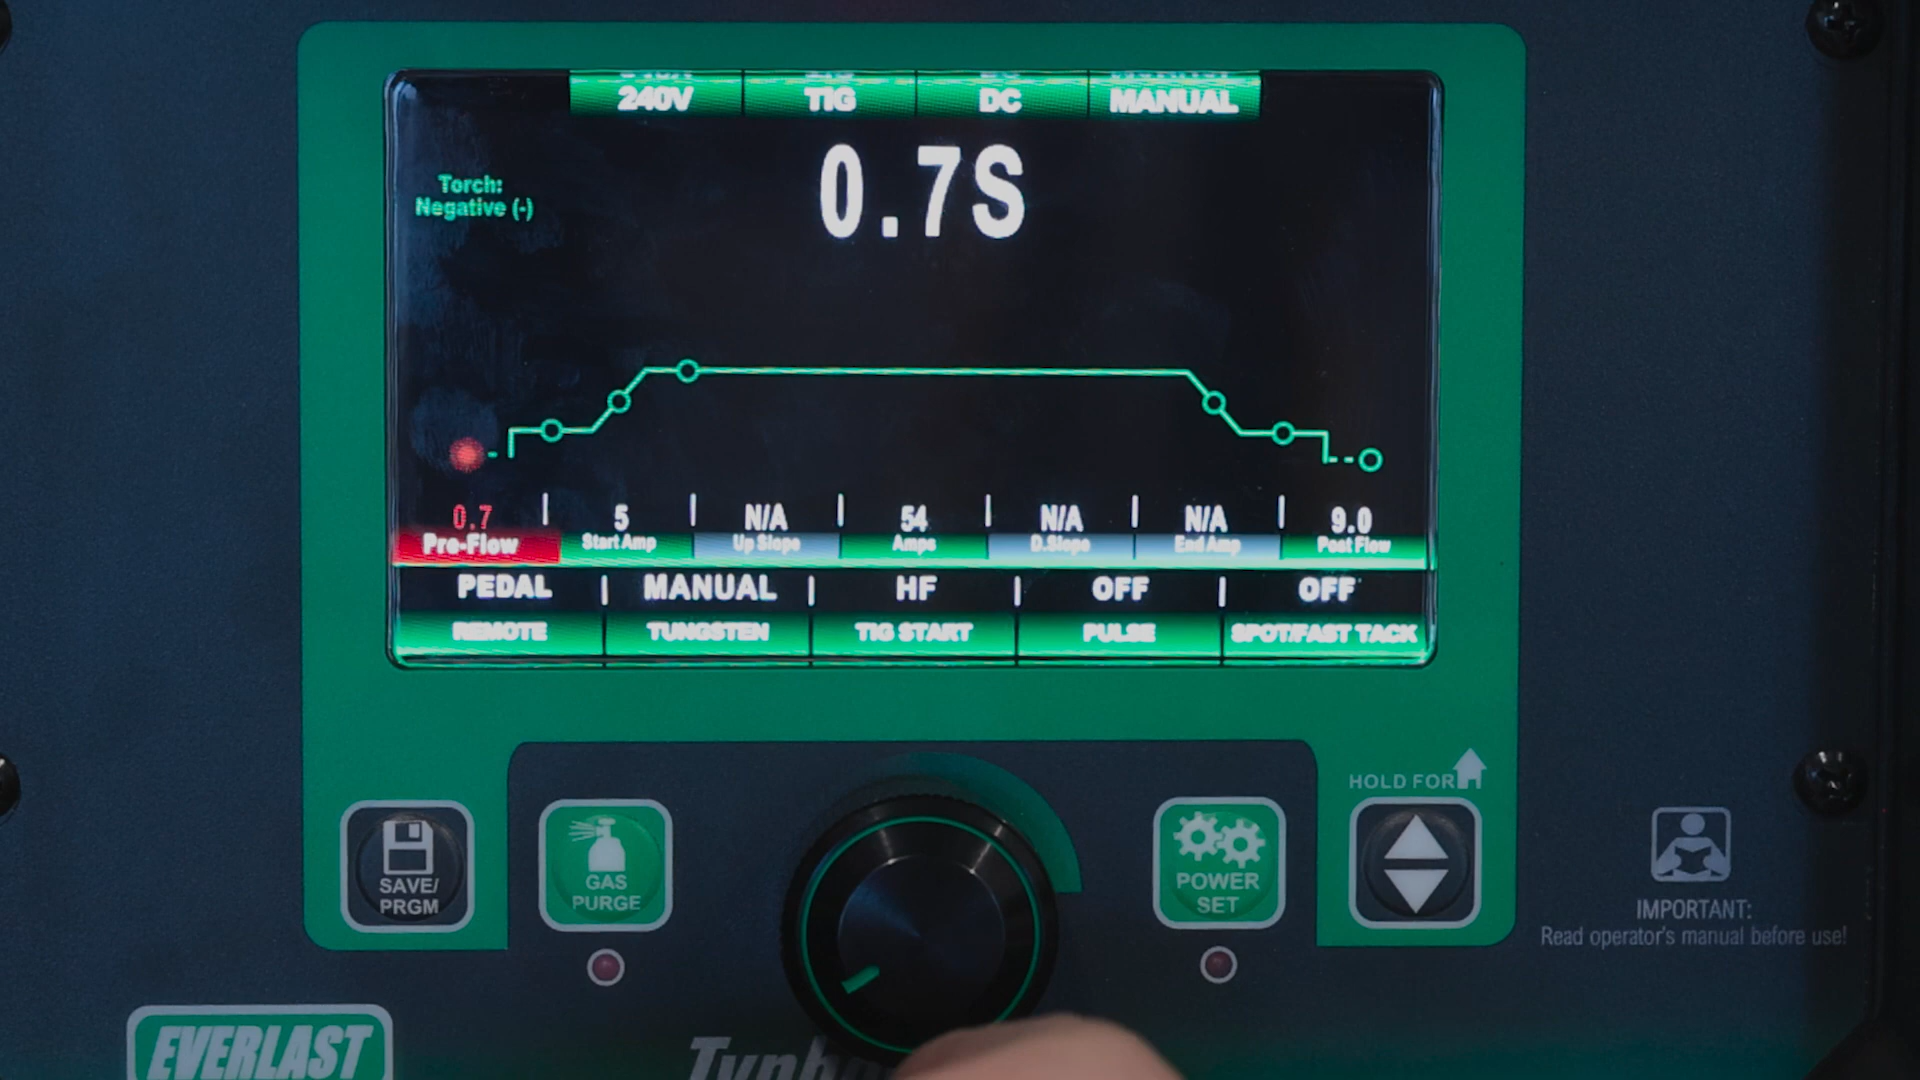 240V TIG DC MANUAL
0.7S
Torch:
Negative (-)
0.7 5 N/A 54 N/A N/A 9.0
Pre-Flow Start Amp Up Slope Amps D.Slope End Amp Post Flow
PEDAL MANUAL HF OFF OFF
REMOTE TUNGSTEN TIG START PULSE SPOT/FAST TACK
HOLD FOR
SAVE/
PRGM
GAS
PURGE
POWER
SET
IMPORTANT:
Read operator's manual before use!
EVERLAST